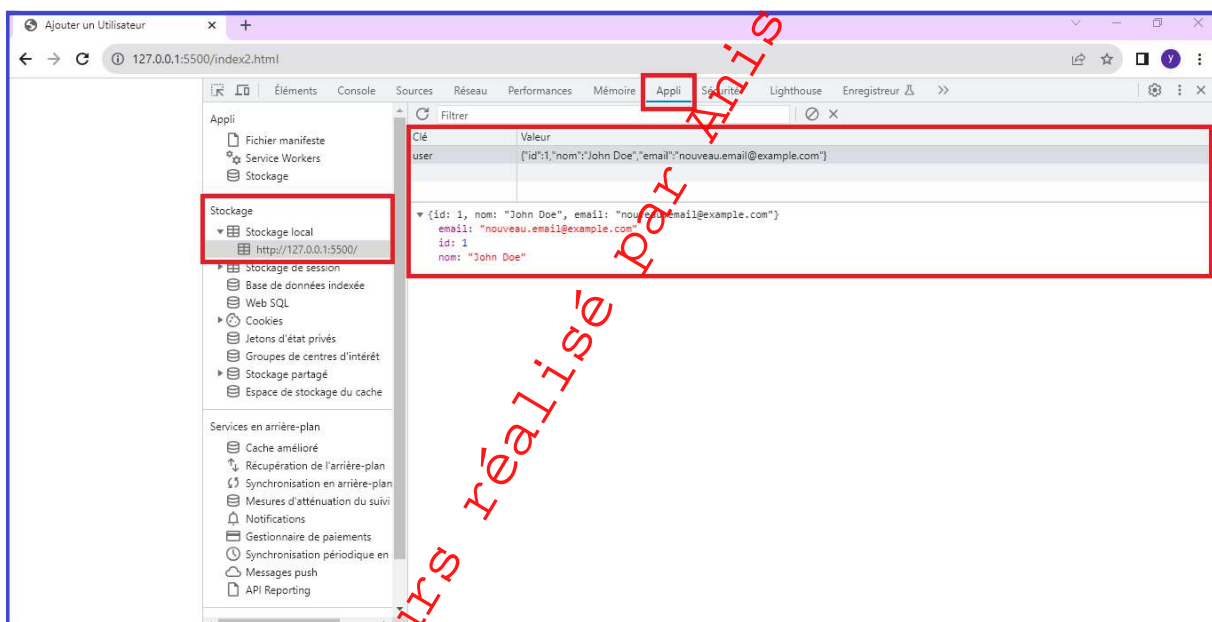 Ajouter un Utilisateur
127.0.0.1:5500/index2.html
Éléments Console Sources Réseau Performances Mémoire Appli Sécurité Lighthouse Enregistreur
Appli
Fichier manifeste
Service Workers
Stockage
Stockage
Stockage local
http://127.0.0.1:5500/
Stockage de session
Base de données indexée
Web SQL
Cookies
Jetons d'état privés
Groupes de centres d'intérêt
Stockage partagé
Espace de stockage du cache
Services en arrière-plan
Cache amélioré
Récupération de l'arrière-plan
Synchronisation en arrière-plan
Mesures d'atténuation du suivi
Notifications
Gestionnaire de paiements
Synchronisation périodique en
Messages push
API Reporting
Filtrer
Clé Valeur
user {"id":1,"nom":"John Doe","email":"nouveau.email@example.com"}
{id: 1, nom: "John Doe", email: "nouveau.email@example.com"}
email: "nouveau.email@example.com"
id: 1
nom: "John Doe"
urs réalisé par Anis
y